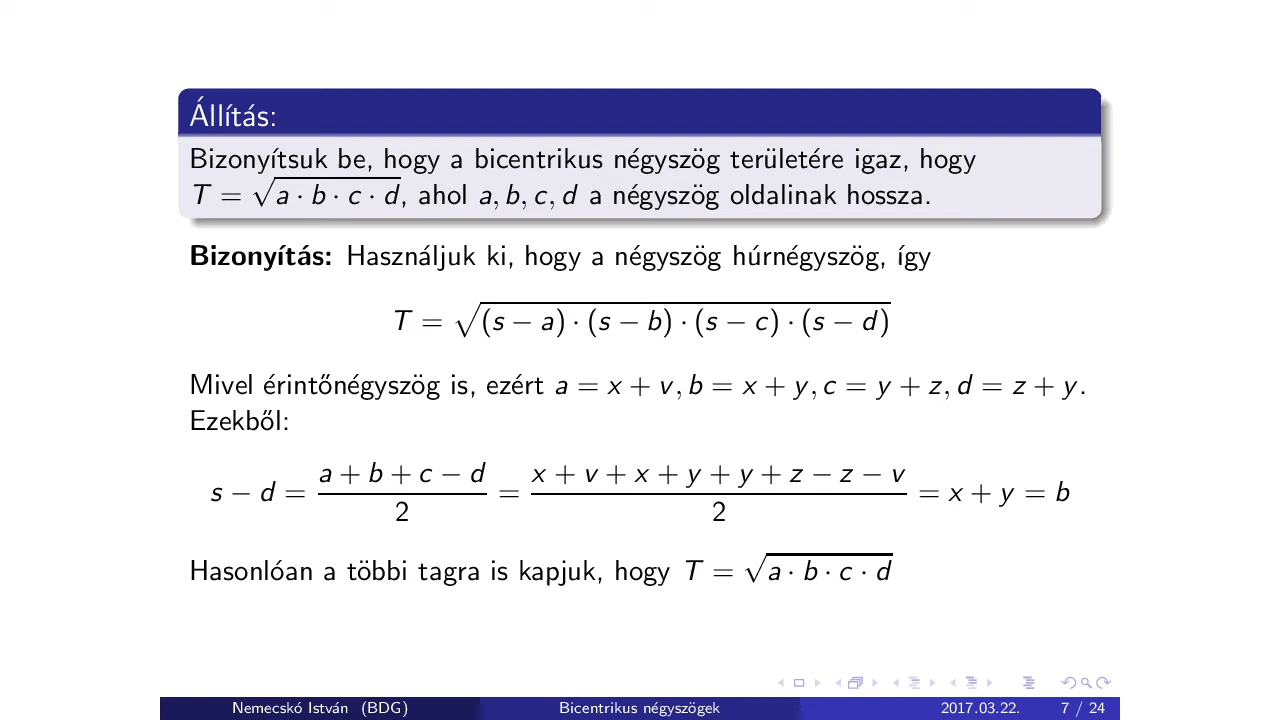 Állítás:
Bizonyítsuk be, hogy a bicentrikus négyszög területére igaz, hogy
T = √(a · b · c · d), ahol a, b, c, d a négyszög oldalinak hossza.
Bizonyítás: Használjuk ki, hogy a négyszög húrnégyszög, így
T = √((s − a) · (s − b) · (s − c) · (s − d))
Mivel érintőnégyszög is, ezért a = x + v, b = x + y, c = y + z, d = z + y.
Ezekből:
s − d = (a + b + c − d)/2 = (x + v + x + y + y + z − z − v)/2 = x + y = b
Hasonlóan a többi tagra is kapjuk, hogy T = √(a · b · c · d)
Nemecskó István (BDG) Bicentrikus négyszögek 2017.03.22. 7 / 24